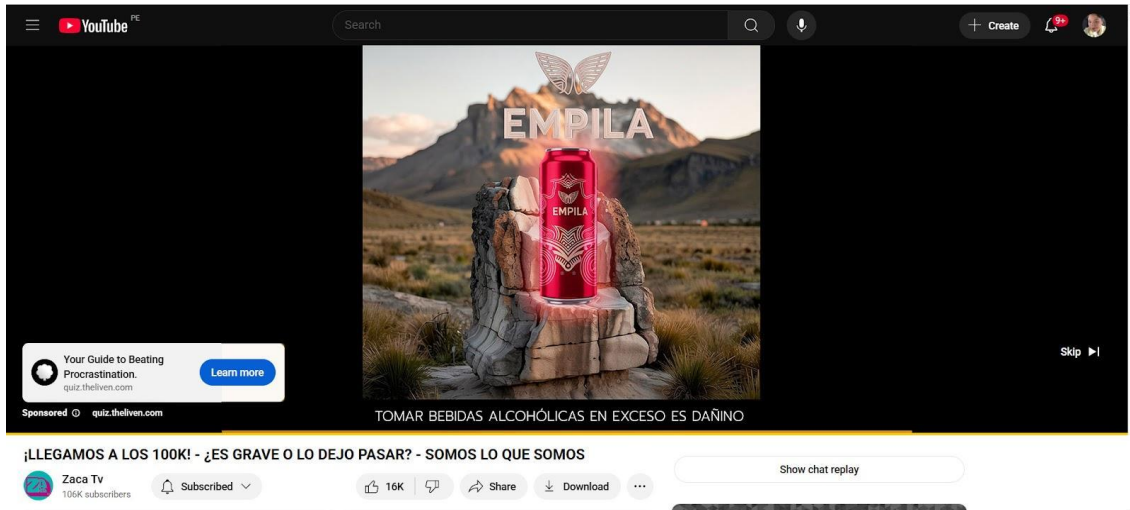 YouTube PE
Search
Create
9+
EMPILA
EMPILA
Your Guide to Beating
Procrastination.
quiz.theliven.com
Learn more
Skip
Sponsored quiz.theliven.com
TOMAR BEBIDAS ALCOHÓLICAS EN EXCESO ES DAÑINO
¡LLEGAMOS A LOS 100K! - ¿ES GRAVE O LO DEJO PASAR? - SOMOS LO QUE SOMOS
Zaca Tv
106K subscribers
Subscribed
16K
Share
Download
Show chat replay